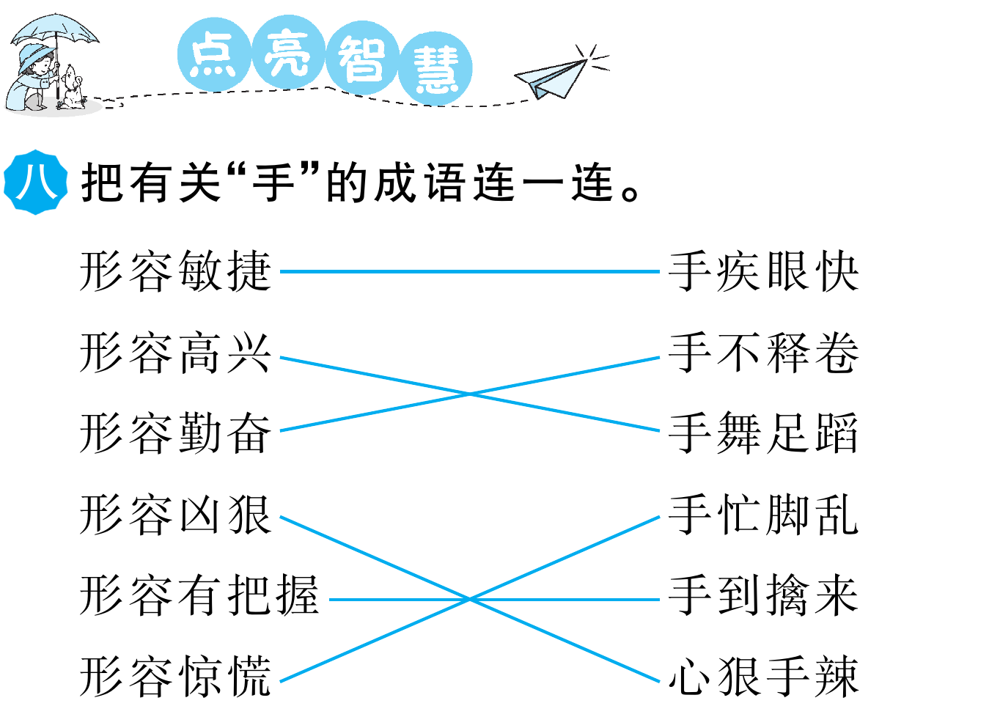 点亮智慧
八 把有关“手”的成语连一连。
形容敏捷 手疾眼快
形容高兴 手不释卷
形容勤奋 手舞足蹈
形容凶狠 手忙脚乱
形容有把握 手到擒来
形容惊慌 心狠手辣